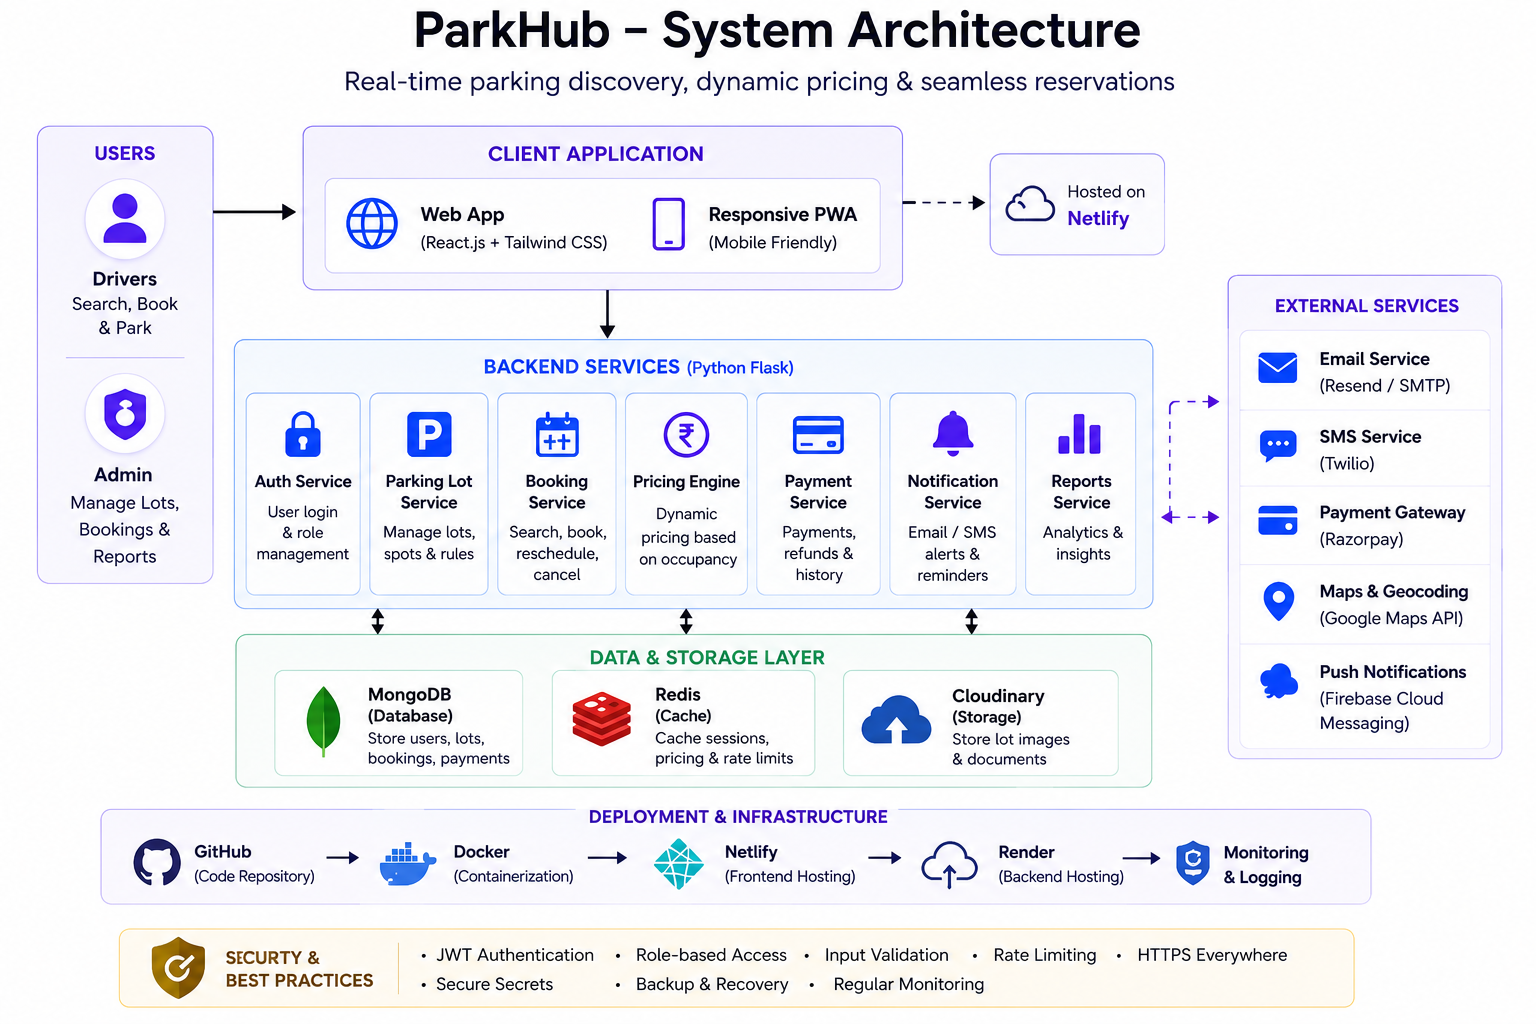 ParkHub – System Architecture
Real-time parking discovery, dynamic pricing & seamless reservations
USERS
Drivers
Search, Book
& Park
Admin
Manage Lots,
Bookings &
Reports
CLIENT APPLICATION
Web App
(React.js + Tailwind CSS)
Responsive PWA
(Mobile Friendly)
Hosted on
Netlify
BACKEND SERVICES (Python Flask)
Auth Service
User login
& role
management
P
Parking Lot
Service
Manage lots,
spots & rules
Booking
Service
Search, book,
reschedule,
cancel
₹
Pricing Engine
Dynamic
pricing based
on occupancy
Payment
Service
Payments,
refunds &
history
Notification
Service
Email / SMS
alerts &
reminders
Reports
Service
Analytics &
insights
EXTERNAL SERVICES
Email Service
(Resend / SMTP)
SMS Service
(Twilio)
Payment Gateway
(Razorpay)
Maps & Geocoding
(Google Maps API)
Push Notifications
(Firebase Cloud
Messaging)
DATA & STORAGE LAYER
MongoDB
(Database)
Store users, lots,
bookings, payments
Redis
(Cache)
Cache sessions,
pricing & rate limits
Cloudinary
(Storage)
Store lot images
& documents
DEPLOYMENT & INFRASTRUCTURE
GitHub
(Code Repository)
Docker
(Containerization)
Netlify
(Frontend Hosting)
Render
(Backend Hosting)
Monitoring
& Logging
SECURTY &
BEST PRACTICES
• JWT Authentication • Role-based Access • Input Validation • Rate Limiting • HTTPS Everywhere
• Secure Secrets • Backup & Recovery • Regular Monitoring